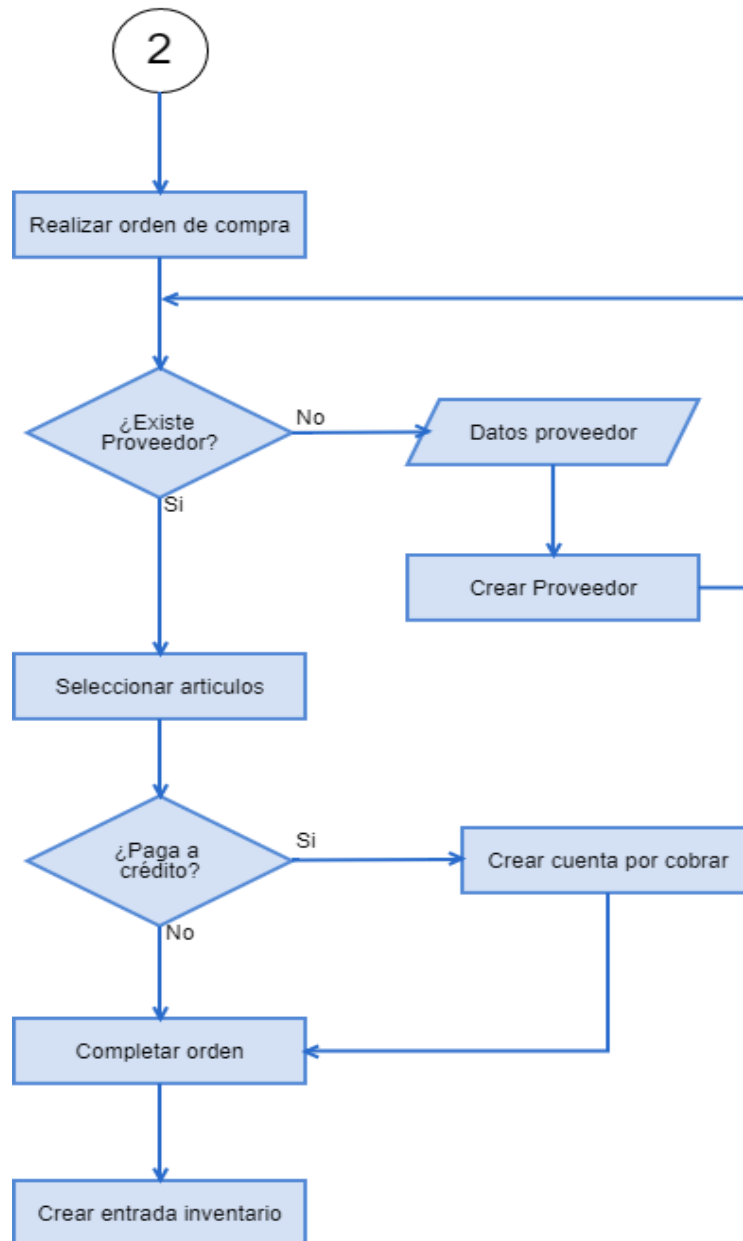 2
Realizar orden de compra
¿Existe
Proveedor?
No
Datos proveedor
Si
Crear Proveedor
Seleccionar articulos
¿Paga a
crédito?
Si
Crear cuenta por cobrar
No
Completar orden
Crear entrada inventario